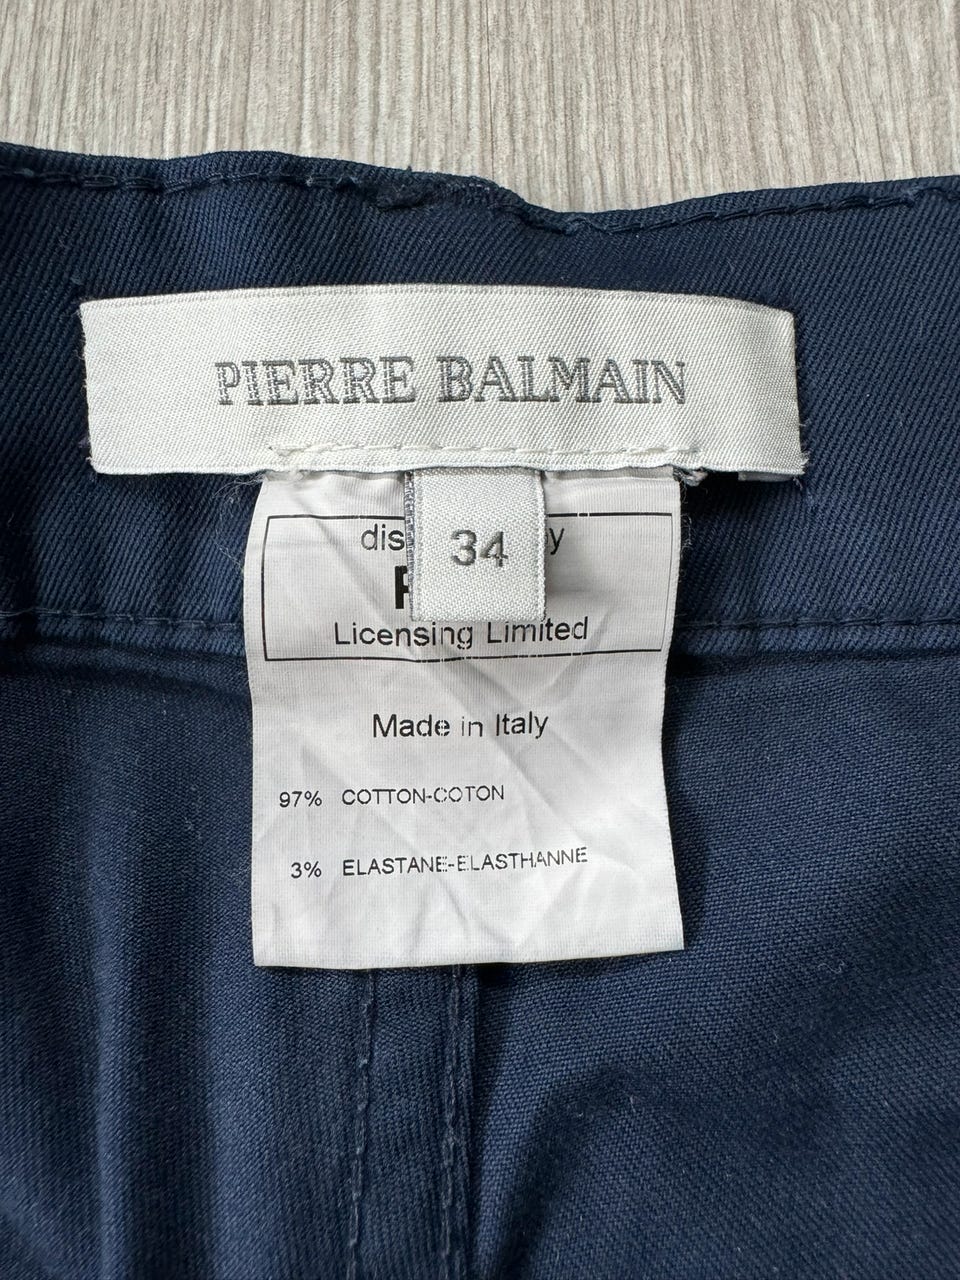 PIERRE BALMAIN
34
Licensing Limited
Made in Italy
97% COTTON-COTON
3% ELASTANE-ELASTHANNE